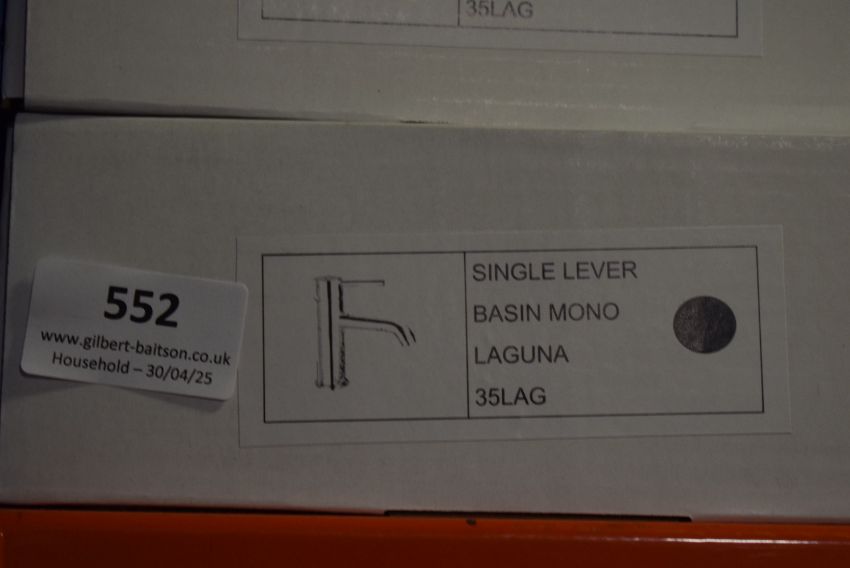 35LAG
552
www.gilbert-baitson.co.uk
Household – 30/04/25
SINGLE LEVER
BASIN MONO
LAGUNA
35LAG